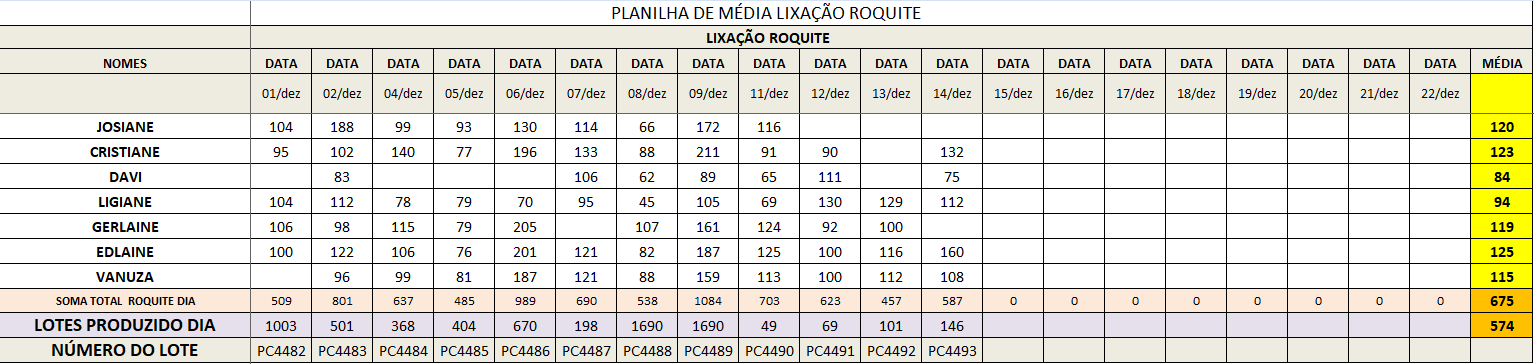 PLANILHA DE MÉDIA LIXAÇÃO ROQUITE
LIXAÇÃO ROQUITE
NOMES DATA DATA DATA DATA DATA DATA DATA DATA DATA DATA DATA DATA DATA DATA DATA DATA DATA DATA DATA DATA MÉDIA
01/dez 02/dez 04/dez 05/dez 06/dez 07/dez 08/dez 09/dez 11/dez 12/dez 13/dez 14/dez 15/dez 16/dez 17/dez 18/dez 19/dez 20/dez 21/dez 22/dez
JOSIANE 104 188 99 93 130 114 66 172 116 120
CRISTIANE 95 102 140 77 196 133 88 211 91 90 132 123
DAVI 83 106 62 89 65 111 75 84
LIGIANE 104 112 78 79 70 95 45 105 69 130 129 112 94
GERLAINE 106 98 115 79 205 107 161 124 92 100 119
EDLAINE 100 122 106 76 201 121 82 187 125 100 116 160 125
VANUZA 96 99 81 187 121 88 159 113 100 112 108 115
SOMA TOTAL ROQUITE DIA 509 801 637 485 989 690 538 1084 703 623 457 587 0 0 0 0 0 0 0 0 675
LOTES PRODUZIDO DIA 1003 501 368 404 670 198 1690 1690 49 69 101 146 574
NÚMERO DO LOTE PC4482 PC4483 PC4484 PC4485 PC4486 PC4487 PC4488 PC4489 PC4490 PC4491 PC4492 PC4493